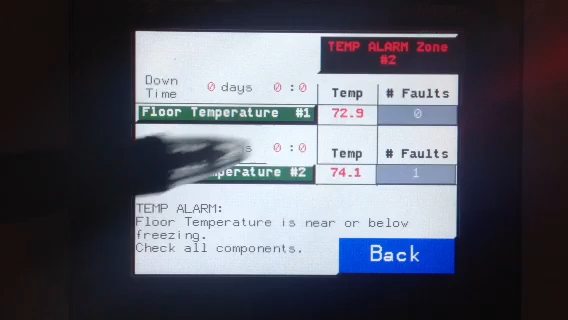 TEMP ALARM Zone
#2
Down
Time
0 days 0 : 0
Temp
# Faults
Floor Temperature #1
72.9
0
0 : 0
Temp
# Faults
#2
74.1
1
TEMP ALARM:
Floor Temperature is near or below
freezing.
Check all components.
Back